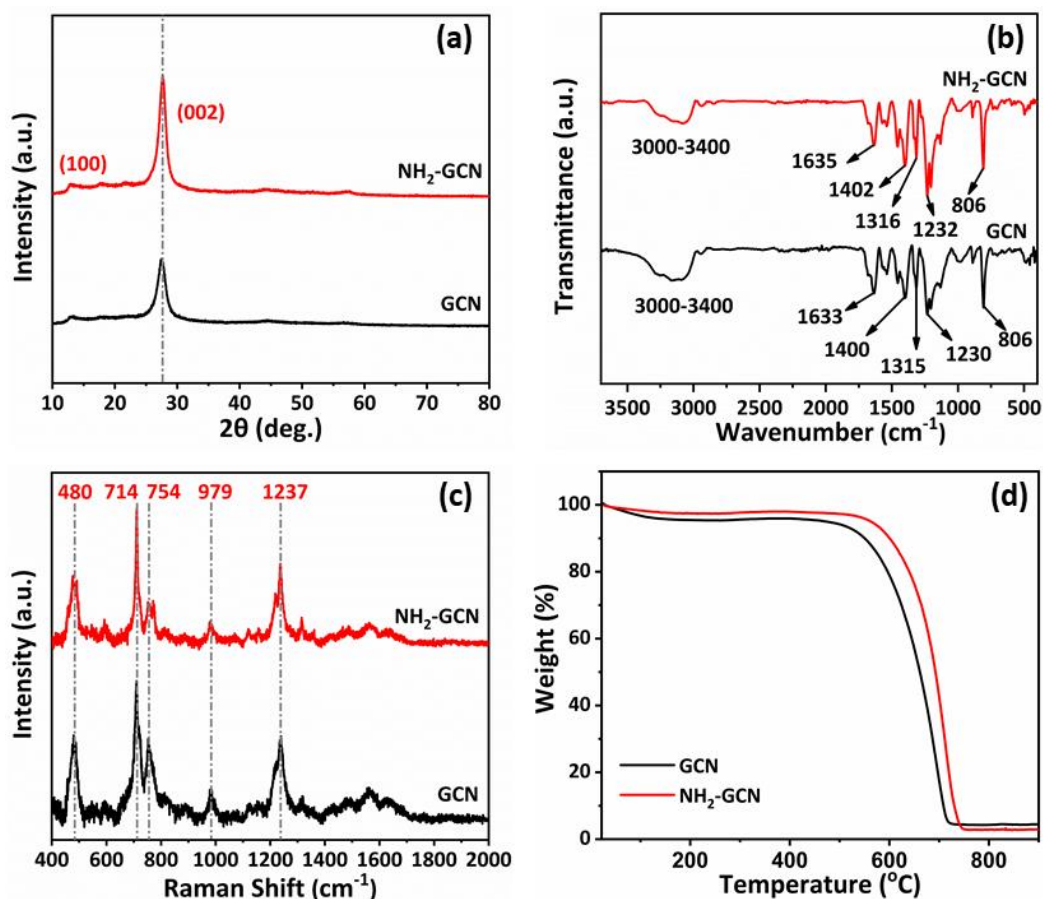 (a)
(002)
(100)
NH₂-GCN
GCN
Intensity (a.u.)
10 20 30 40 50 60 70 80
2θ (deg.)
(b)
NH₂-GCN
3000-3400
1635
1402
1316
1232
806
GCN
3000-3400
1633
1400
1315
1230
806
Transmittance (a.u.)
3500 3000 2500 2000 1500 1000 500
Wavenumber (cm⁻¹)
(c)
480 714 754 979 1237
NH₂-GCN
GCN
Intensity (a.u.)
400 600 800 1000 1200 1400 1600 1800 2000
Raman Shift (cm⁻¹)
(d)
100
80
60
40
20
0
Weight (%)
GCN
NH₂-GCN
200 400 600 800
Temperature (°C)